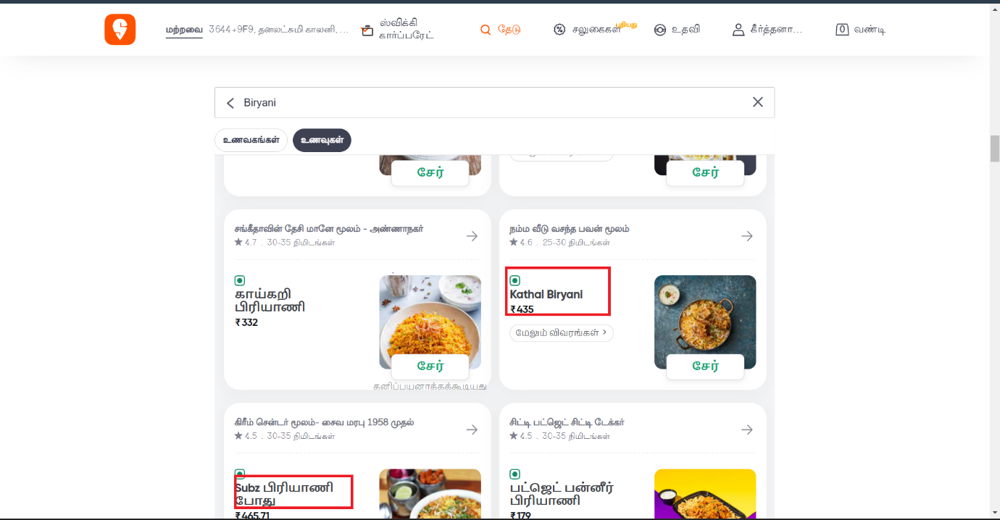 மற்றவை 3644+9F9, தனலட்சுமி காலனி, ...
ஸ்விக்கி
கார்ப்பரேட்
தேடு
சலுகைகள்
புதியது
உதவி
கீர்த்தனா...
0 வண்டி
Biryani
உணவகங்கள் உணவுகள்
சேர் சேர்
சங்கீதாவின் தேசி மானே மூலம் - அண்ணாநகர்
★ 4.7 . 30-35 நிமிடங்கள்
காய்கறி
பிரியாணி
₹332
சேர்
தனிப்பயனாக்கக்கூடியது
நம்ம வீடு வசந்த பவன் மூலம்
★ 4.6 . 25-30 நிமிடங்கள்
Kathal Biryani
₹435
மேலும் விவரங்கள் >
சேர்
கிரீம் சென்டர் மூலம்- சைவ மரபு 1958 முதல்
★ 4.5 . 30-35 நிமிடங்கள்
Subz பிரியாணி
போது
₹465.71
சிட்டி பட்ஜெட் சிட்டி டேக்கர்
★ 4.5 . 30-35 நிமிடங்கள்
பட்ஜெட் பன்னீர்
பிரியாணி
₹179